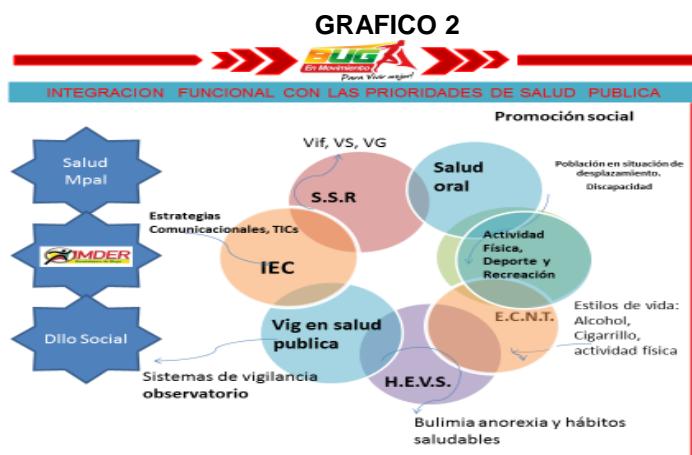 GRAFICO 2
BUGA
En Movimiento
Para Vivir mejor!
INTEGRACION FUNCIONAL CON LAS PRIORIDADES DE SALUD PUBLICA
Promoción social
Salud
Mpal
IMDER
Dllo Social
Vif, VS, VG
S.S.R
Salud
oral
Población en situación de
desplazamiento.
Discapacidad
Estrategias
Comunicacionales, TICs
IEC
Actividad
Física,
Deporte y
Recreación
E.C.N.T.
Estilos de vida:
Alcohol,
Cigarrillo,
actividad física
Vig en salud
publica
H.E.V.S.
Sistemas de vigilancia
observatorio
Bulimia anorexia y hábitos
saludables